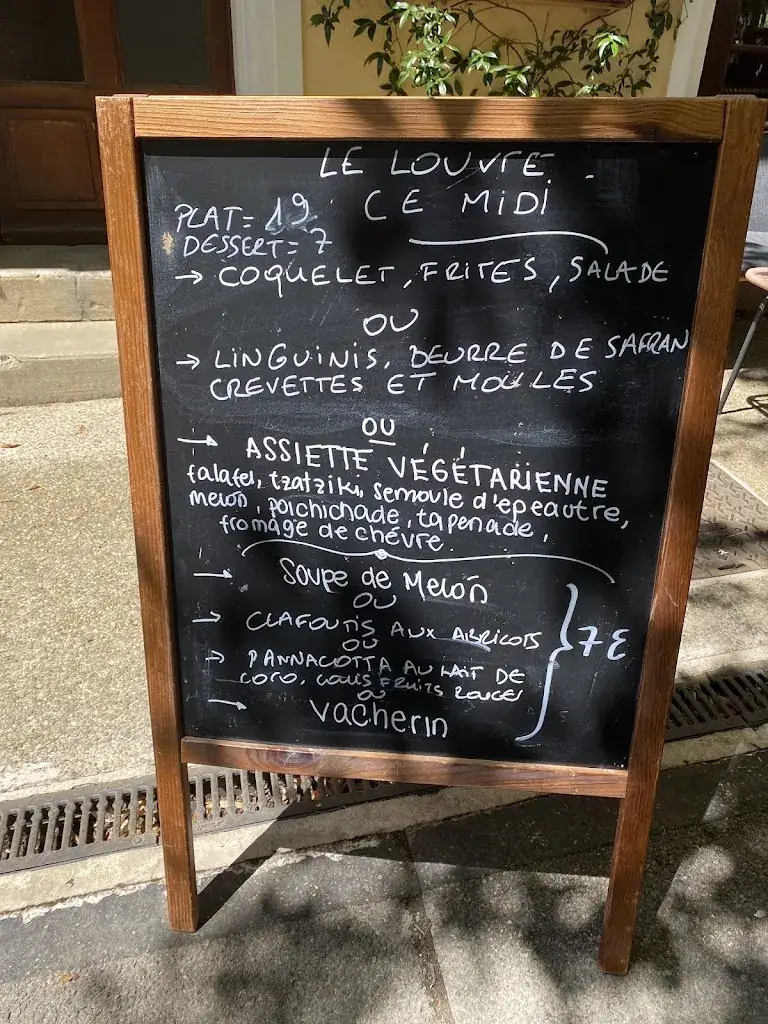 LE LOUVRE
CE MIDI
PLAT = 19
DESSERT = 7
→ COQUELET, FRITES, SALADE
OU
→ LINGUINIS, BEURRE DE SAFRAN
CREVETTES ET MOULES
OU
→ ASSIETTE VÉGÉTARIENNE
falafel, tzatziki, semoule d'epeautre,
melon, poichichade, tapenade,
fromage de chévre
→ Soupe de Melon
OU
→ CLAFOUTIS AUX ABRICOTS
OU
→ PANNACOTTA AU LAIT DE
COCO, COULIS FRUITS ROUGES
OU
→ Vacherin
7€